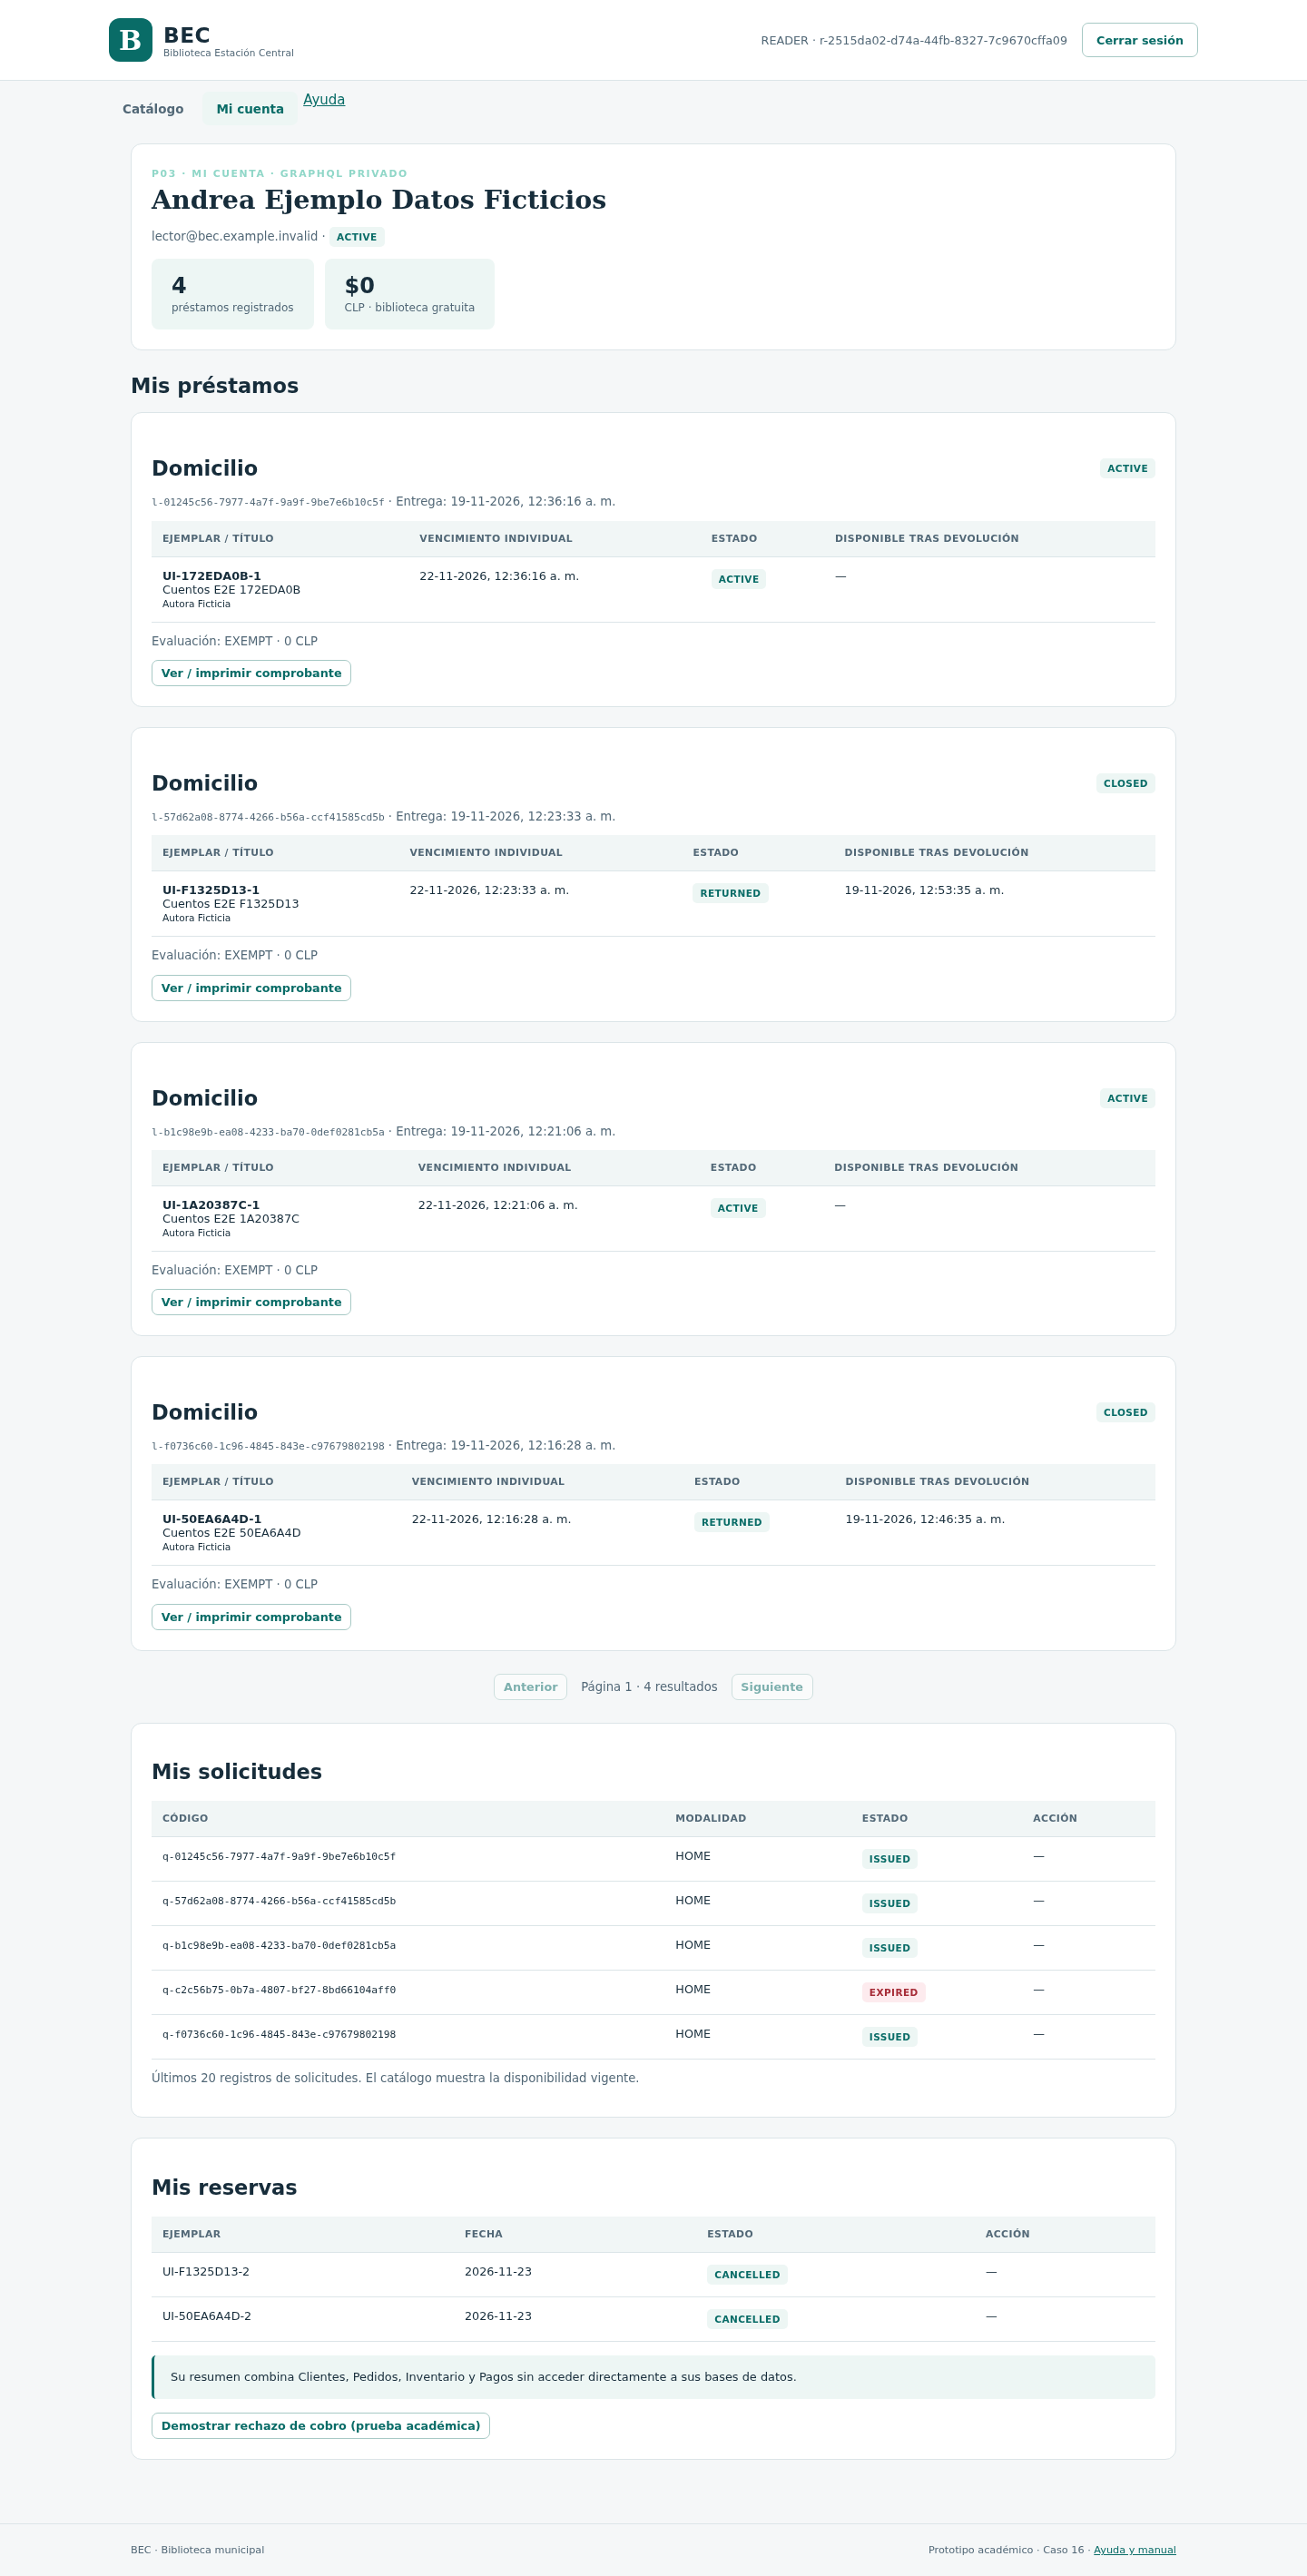 B
BEC
Biblioteca Estación Central
READER · r-2515da02-d74a-44fb-8327-7c9670cffa09
Cerrar sesión
Catálogo
Mi cuenta
Ayuda
P03 · MI CUENTA · GRAPHQL PRIVADO
Andrea Ejemplo Datos Ficticios
lector@bec.example.invalid · ACTIVE
4
préstamos registrados
$0
CLP · biblioteca gratuita
Mis préstamos
Domicilio
ACTIVE
l-01245c56-7977-4a7f-9a9f-9be7e6b10c5f · Entrega: 19-11-2026, 12:36:16 a. m.
EJEMPLAR / TÍTULO VENCIMIENTO INDIVIDUAL ESTADO DISPONIBLE TRAS DEVOLUCIÓN
UI-172EDA0B-1 22-11-2026, 12:36:16 a. m. ACTIVE —
Cuentos E2E 172EDA0B
Autora Ficticia
Evaluación: EXEMPT · 0 CLP
Ver / imprimir comprobante
Domicilio
CLOSED
l-57d62a08-8774-4266-b56a-ccf41585cd5b · Entrega: 19-11-2026, 12:23:33 a. m.
EJEMPLAR / TÍTULO VENCIMIENTO INDIVIDUAL ESTADO DISPONIBLE TRAS DEVOLUCIÓN
UI-F1325D13-1 22-11-2026, 12:23:33 a. m. RETURNED 19-11-2026, 12:53:35 a. m.
Cuentos E2E F1325D13
Autora Ficticia
Evaluación: EXEMPT · 0 CLP
Ver / imprimir comprobante
Domicilio
ACTIVE
l-b1c98e9b-ea08-4233-ba70-0def0281cb5a · Entrega: 19-11-2026, 12:21:06 a. m.
EJEMPLAR / TÍTULO VENCIMIENTO INDIVIDUAL ESTADO DISPONIBLE TRAS DEVOLUCIÓN
UI-1A20387C-1 22-11-2026, 12:21:06 a. m. ACTIVE —
Cuentos E2E 1A20387C
Autora Ficticia
Evaluación: EXEMPT · 0 CLP
Ver / imprimir comprobante
Domicilio
CLOSED
l-f0736c60-1c96-4845-843e-c97679802198 · Entrega: 19-11-2026, 12:16:28 a. m.
EJEMPLAR / TÍTULO VENCIMIENTO INDIVIDUAL ESTADO DISPONIBLE TRAS DEVOLUCIÓN
UI-50EA6A4D-1 22-11-2026, 12:16:28 a. m. RETURNED 19-11-2026, 12:46:35 a. m.
Cuentos E2E 50EA6A4D
Autora Ficticia
Evaluación: EXEMPT · 0 CLP
Ver / imprimir comprobante
Anterior Página 1 · 4 resultados Siguiente
Mis solicitudes
CÓDIGO MODALIDAD ESTADO ACCIÓN
q-01245c56-7977-4a7f-9a9f-9be7e6b10c5f HOME ISSUED —
q-57d62a08-8774-4266-b56a-ccf41585cd5b HOME ISSUED —
q-b1c98e9b-ea08-4233-ba70-0def0281cb5a HOME ISSUED —
q-c2c56b75-0b7a-4807-bf27-8bd66104aff0 HOME EXPIRED —
q-f0736c60-1c96-4845-843e-c97679802198 HOME ISSUED —
Últimos 20 registros de solicitudes. El catálogo muestra la disponibilidad vigente.
Mis reservas
EJEMPLAR FECHA ESTADO ACCIÓN
UI-F1325D13-2 2026-11-23 CANCELLED —
UI-50EA6A4D-2 2026-11-23 CANCELLED —
Su resumen combina Clientes, Pedidos, Inventario y Pagos sin acceder directamente a sus bases de datos.
Demostrar rechazo de cobro (prueba académica)
BEC · Biblioteca municipal
Prototipo académico · Caso 16 · Ayuda y manual